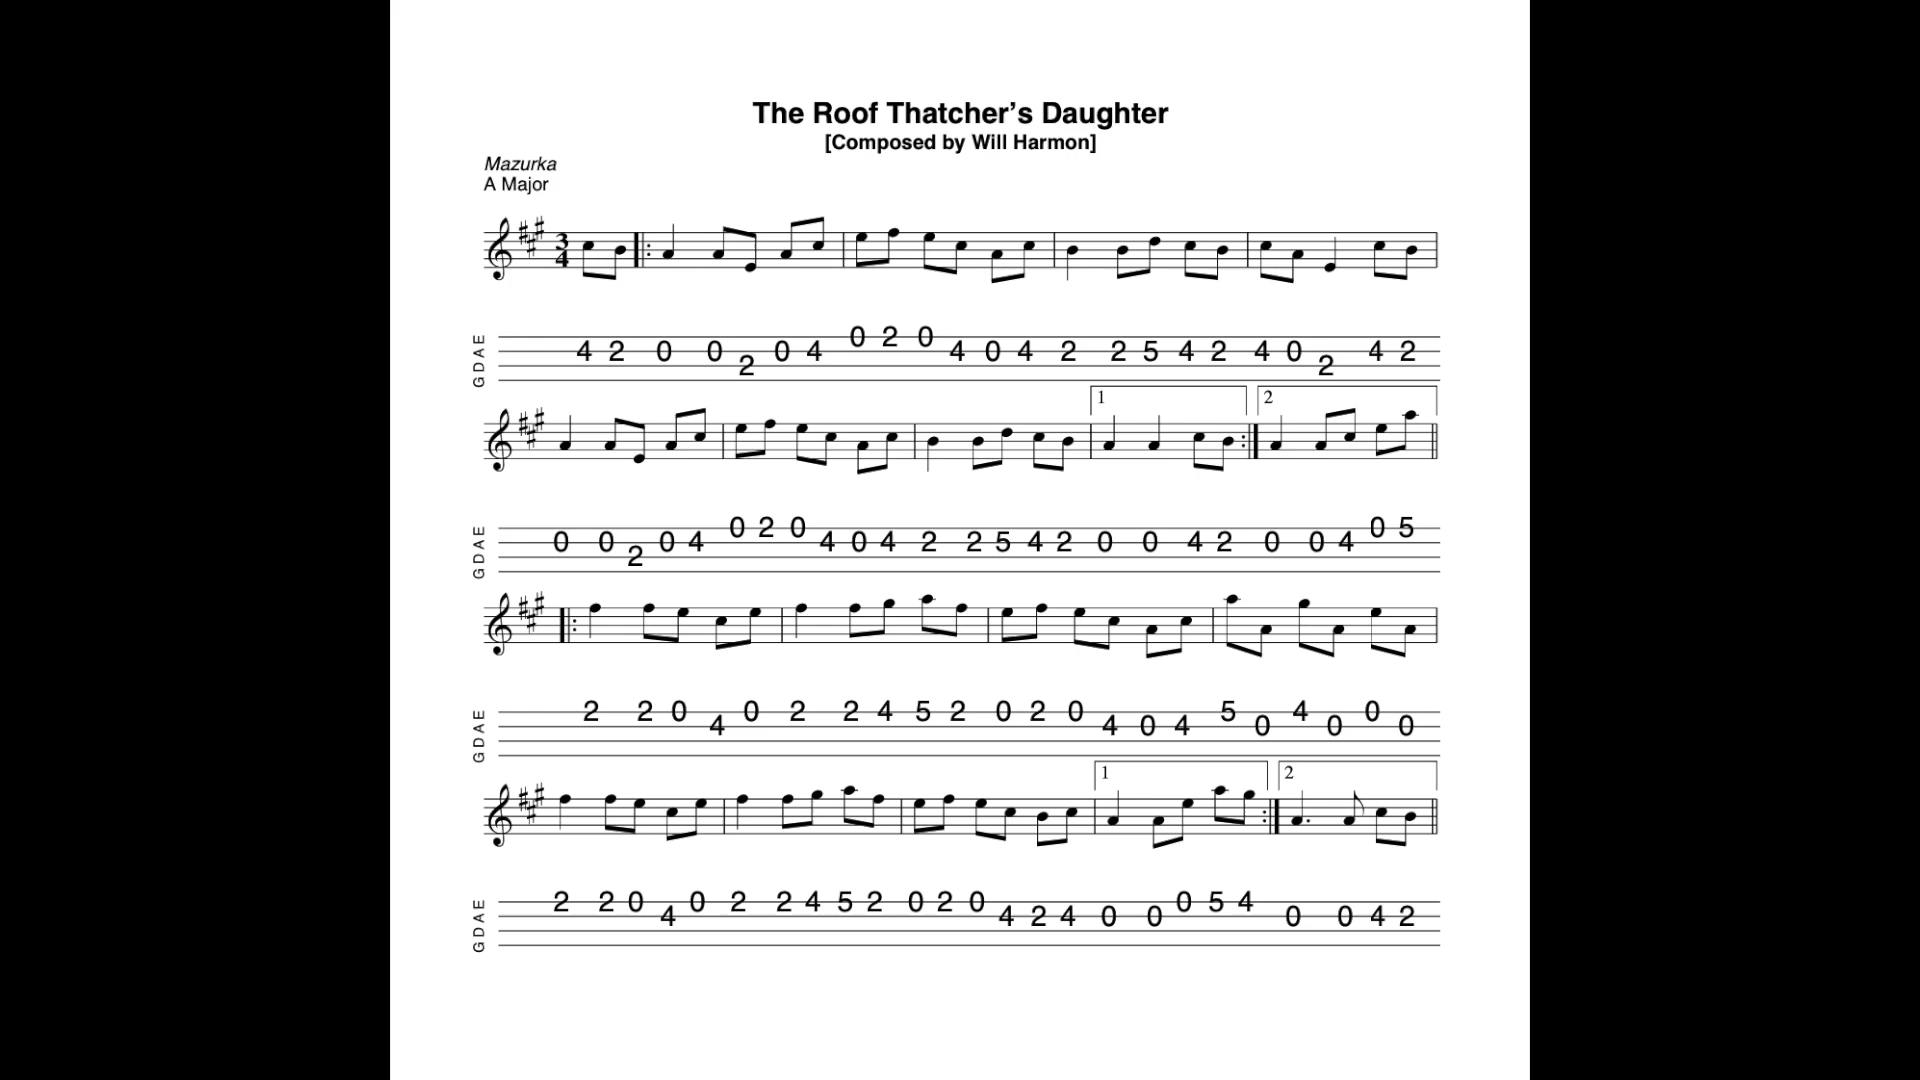 The Roof Thatcher’s Daughter
[Composed by Will Harmon]
Mazurka
A Major
3
4
G D A E
4 2 0 0 2 0 4 0 2 0 4 0 4 2 2 5 4 2 4 0 2 4 2
1 2
G D A E
0 0 2 0 4 0 2 0 4 0 4 2 2 5 4 2 0 0 4 2 0 0 4 0 5
G D A E
2 2 0 4 0 2 2 4 5 2 0 2 0 4 0 4 5 0 4 0 0 0
1 2
G D A E
2 2 0 4 0 2 2 4 5 2 0 2 0 4 2 4 0 0 0 5 4 0 0 4 2